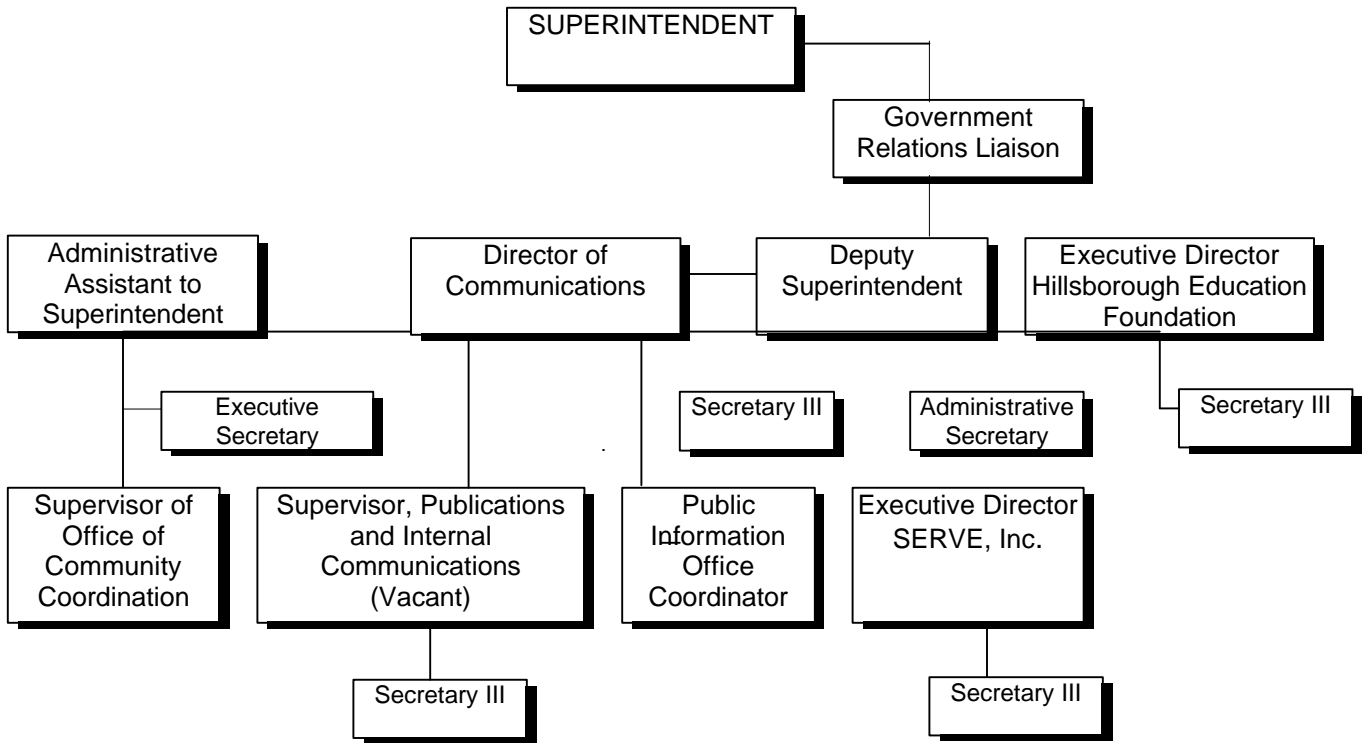 SUPERINTENDENT
Government
Relations Liaison
Administrative
Assistant to
Superintendent
Director of
Communications
Deputy
Superintendent
Executive Director
Hillsborough Education
Foundation
Executive
Secretary
Secretary III
Administrative
Secretary
Secretary III
Supervisor of
Office of
Community
Coordination
Supervisor, Publications
and Internal
Communications
(Vacant)
Public
Information
Office
Coordinator
Executive Director
SERVE, Inc.
Secretary III
Secretary III